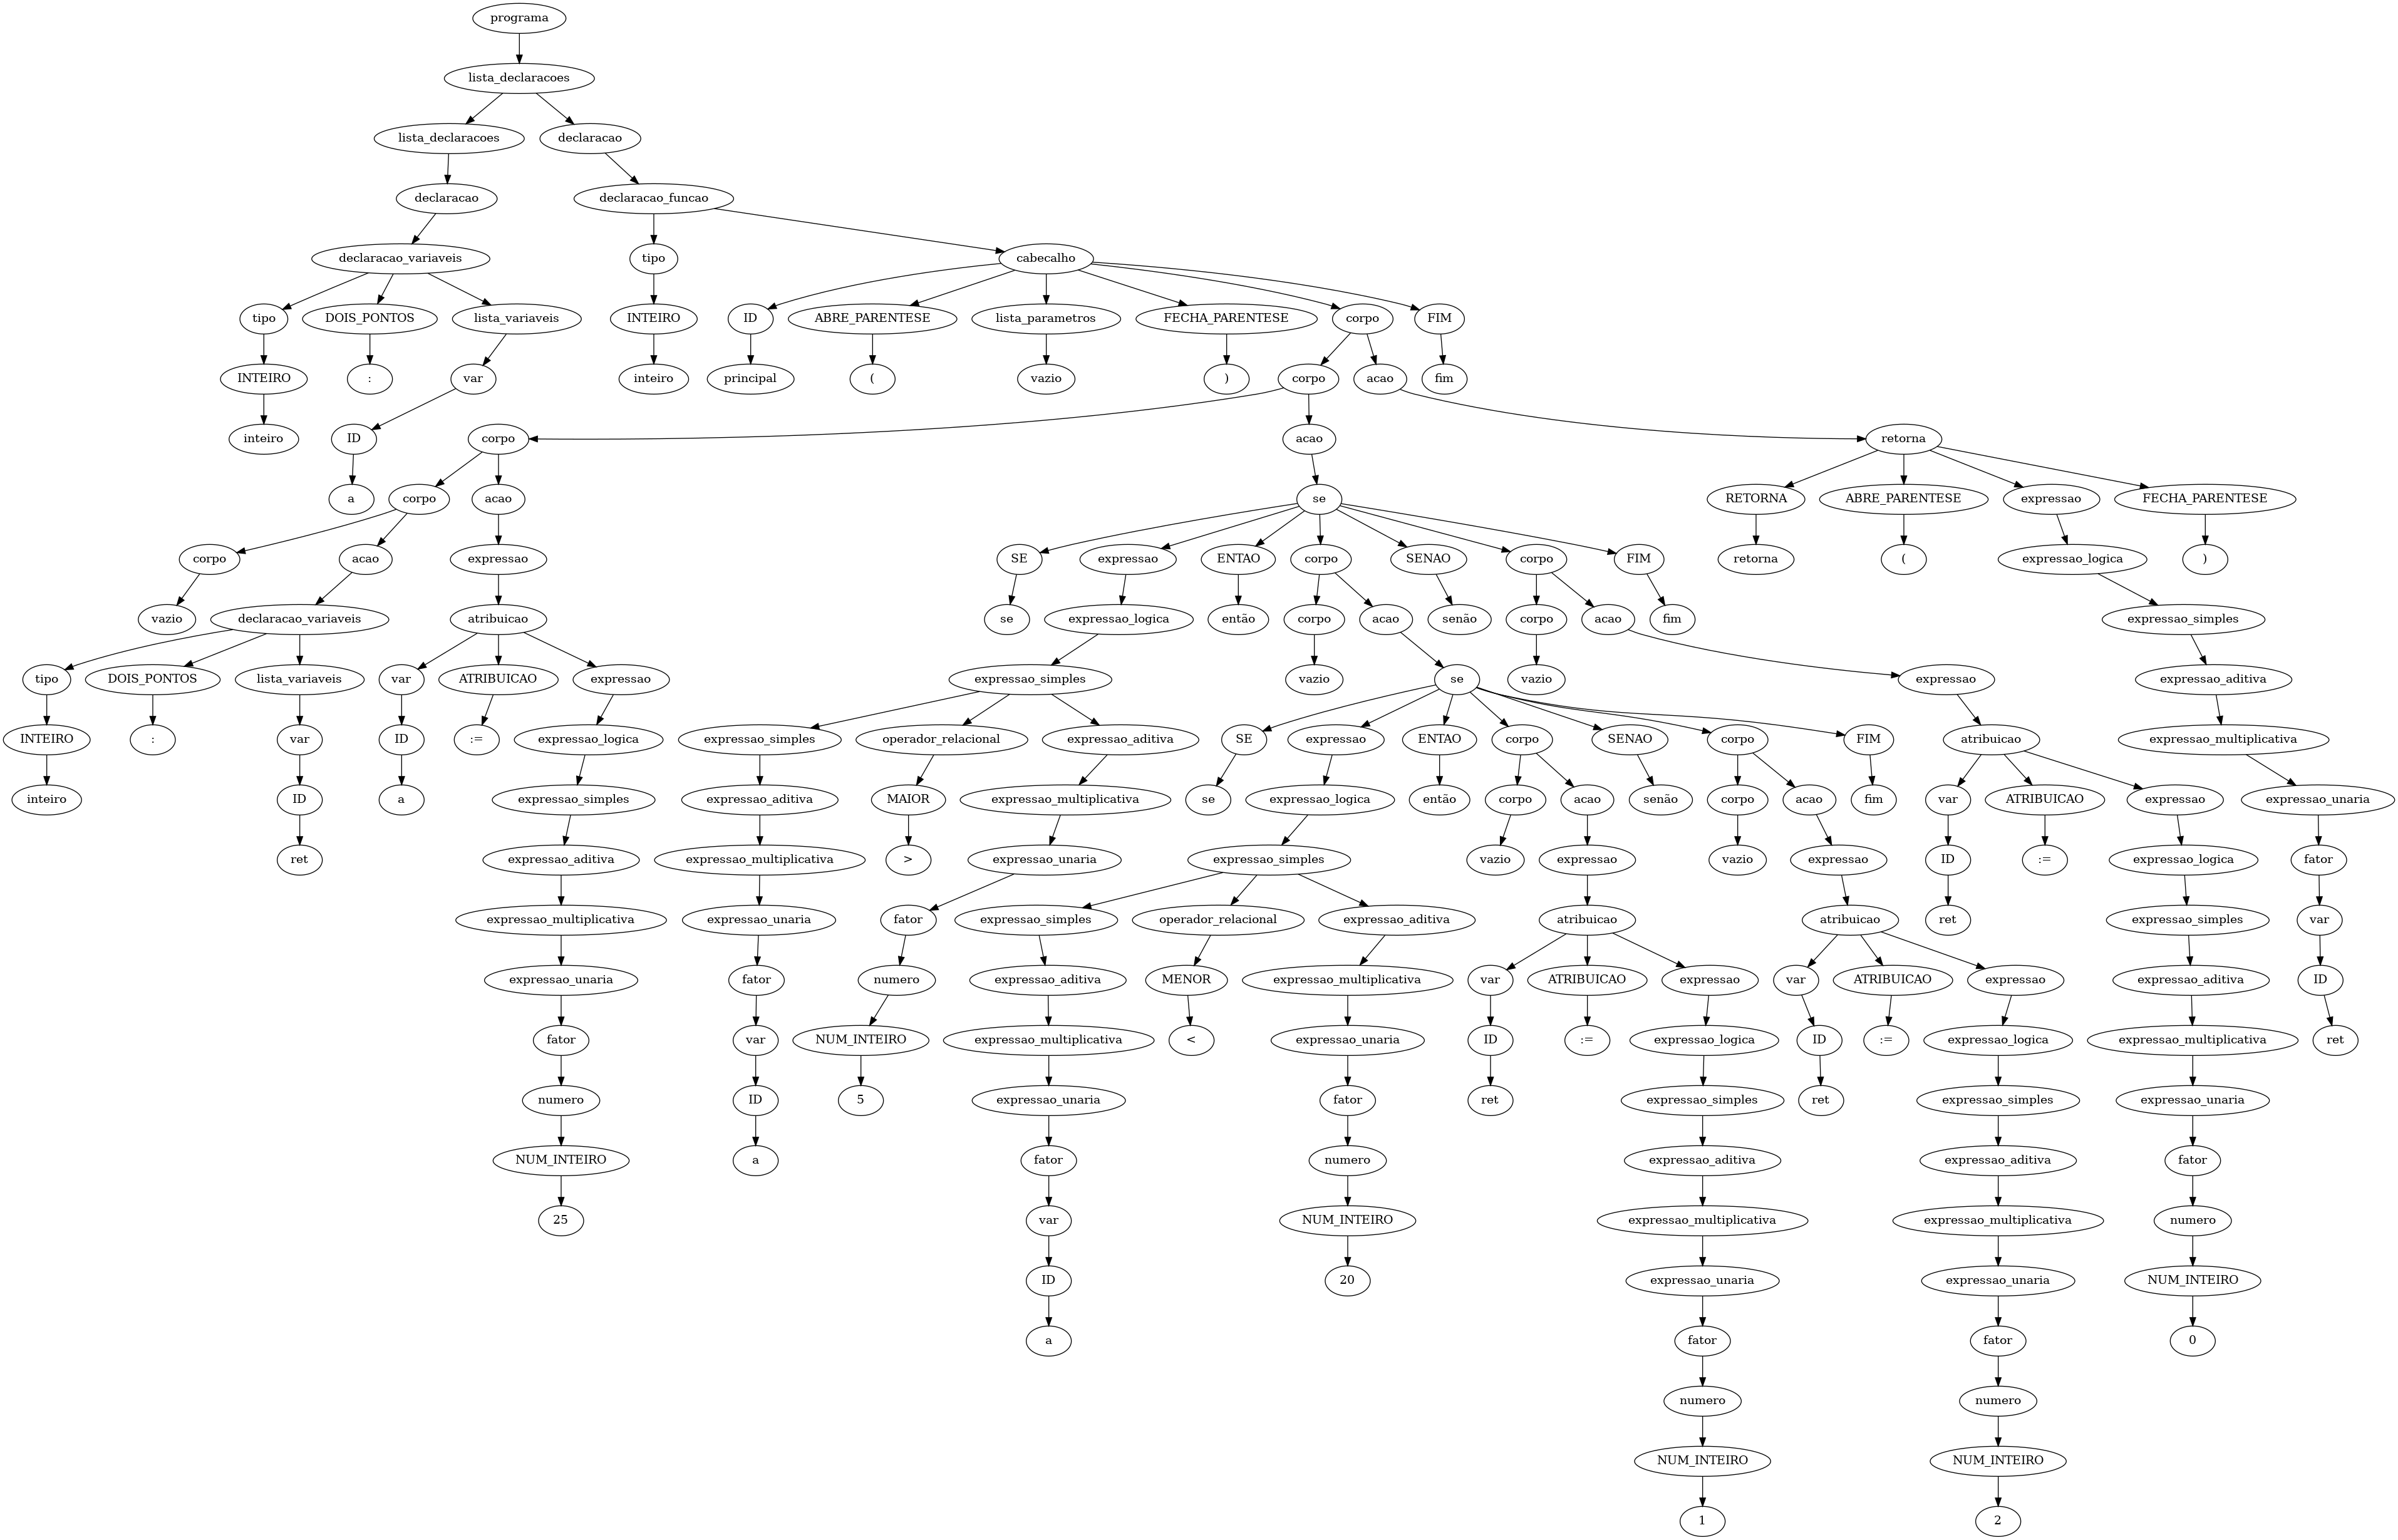 programa
lista_declaracoes
lista_declaracoes declaracao
declaracao declaracao_funcao
declaracao_variaveis tipo cabecalho
tipo DOIS_PONTOS lista_variaveis INTEIRO ID ABRE_PARENTESE lista_parametros FECHA_PARENTESE corpo FIM
INTEIRO : var inteiro principal ( vazio ) corpo acao fim
inteiro ID corpo acao retorna
a corpo acao se RETORNA ABRE_PARENTESE expressao FECHA_PARENTESE
corpo acao expressao SE expressao ENTAO corpo SENAO corpo FIM retorna ( expressao_logica )
vazio declaracao_variaveis atribuicao se expressao_logica então corpo acao senão corpo acao fim expressao_simples
tipo DOIS_PONTOS lista_variaveis var ATRIBUICAO expressao expressao_simples vazio se vazio expressao expressao_aditiva
INTEIRO : var ID := expressao_logica expressao_simples operador_relacional expressao_aditiva SE expressao ENTAO corpo SENAO corpo FIM atribuicao expressao_multiplicativa
inteiro ID a expressao_simples expressao_aditiva MAIOR expressao_multiplicativa se expressao_logica então corpo acao senão corpo acao fim var ATRIBUICAO expressao expressao_unaria
ret expressao_aditiva expressao_multiplicativa > expressao_unaria expressao_simples vazio expressao vazio expressao ID := expressao_logica fator
expressao_multiplicativa expressao_unaria fator expressao_simples operador_relacional expressao_aditiva atribuicao atribuicao ret expressao_simples var
expressao_unaria fator numero expressao_aditiva MENOR expressao_multiplicativa var ATRIBUICAO expressao var ATRIBUICAO expressao expressao_aditiva ID
fator var NUM_INTEIRO expressao_multiplicativa < expressao_unaria ID := expressao_logica ID := expressao_logica expressao_multiplicativa ret
numero ID 5 expressao_unaria fator ret expressao_simples ret expressao_simples expressao_unaria
NUM_INTEIRO a fator numero expressao_aditiva expressao_aditiva fator
25 var NUM_INTEIRO expressao_multiplicativa expressao_multiplicativa numero
ID 20 expressao_unaria expressao_unaria NUM_INTEIRO
a fator fator 0
numero numero
NUM_INTEIRO NUM_INTEIRO
1 2